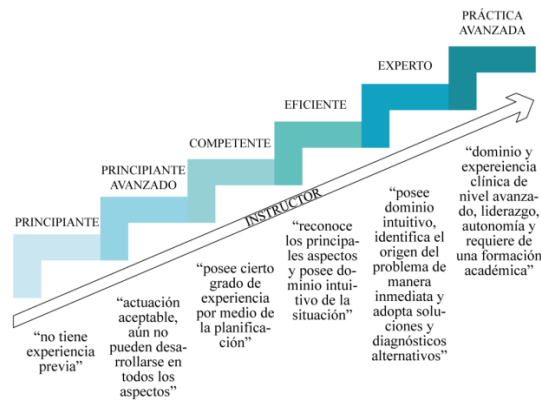 PRÁCTICA
AVANZADA
EXPERTO
EFICIENTE
COMPETENTE
PRINCIPIANTE
AVANZADO
PRINCIPIANTE
INSTRUCTOR
“no tiene
experiencia
previa”
“actuación
aceptable,
aún no
pueden desa-
rrollarse en
todos los
aspectos”
“posee cierto
grado de
experiencia
por medio de
la planifica-
ción”
“reconoce
los principa-
les aspectos
y posee do-
minio intui-
tivo de la
situación”
“posee
dominio
intuitivo,
identifica el
origen del
problema de
manera
inmediata y
adopta solu-
ciones y
diagnósticos
alternativos”
“dominio y
expereiencia
clínica de
nivel avanza-
do, liderazgo,
autonomía y
requiere de
una formación
académica”